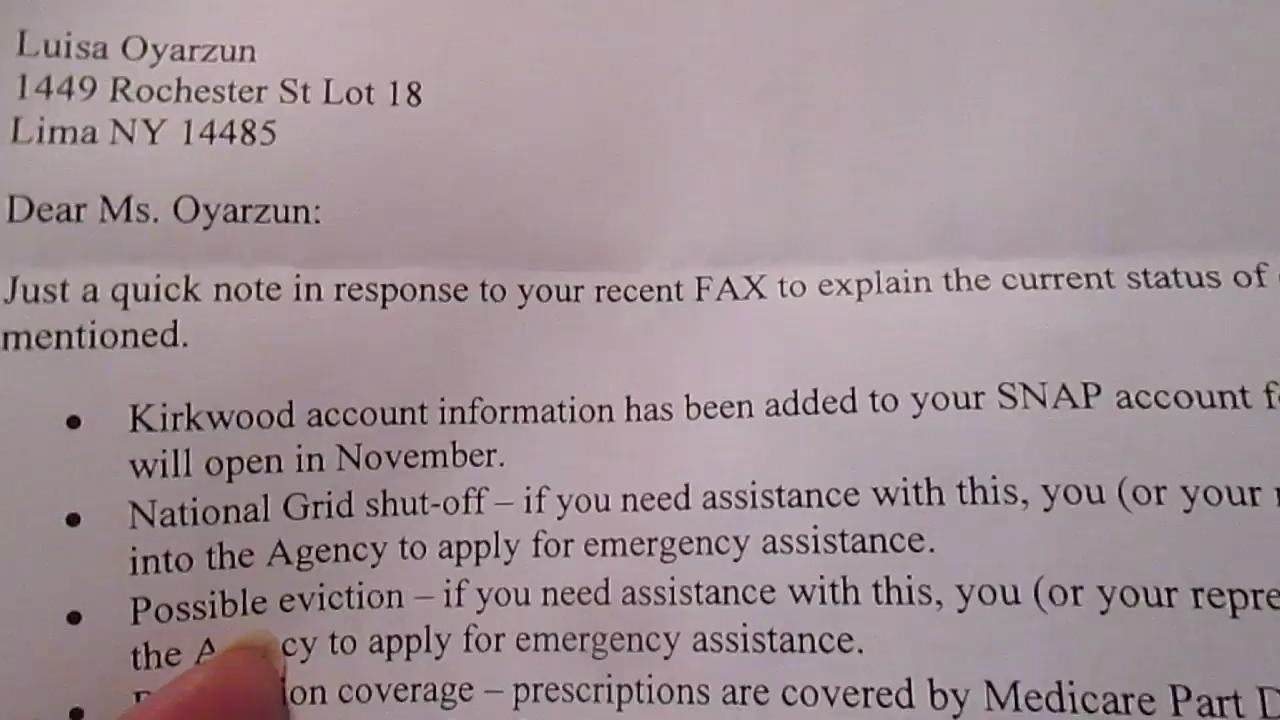 Luisa Oyarzun
1449 Rochester St Lot 18
Lima NY 14485
Dear Ms. Oyarzun:
Just a quick note in response to your recent FAX to explain the current status of
mentioned.
• Kirkwood account information has been added to your SNAP account
will open in November.
• National Grid shut-off – if you need assistance with this, you (or your
into the Agency to apply for emergency assistance.
• Possible eviction – if you need assistance with this, you (or your repre
the to apply for emergency assistance.
• coverage – prescriptions are covered by Medicare Part D